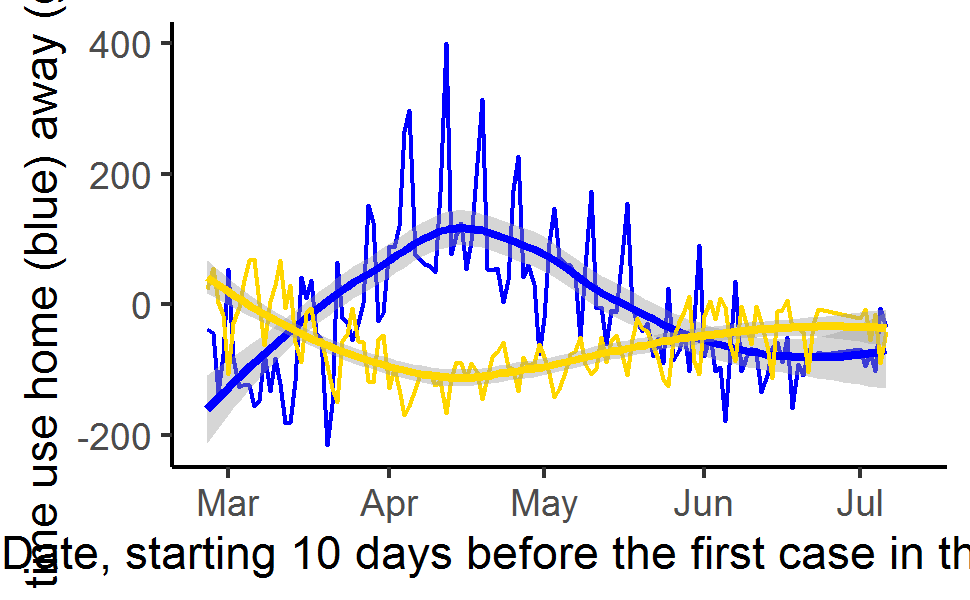 time use home (blue) away (
400
200
0
-200
Mar Apr May Jun Jul
Date, starting 10 days before the first case in th